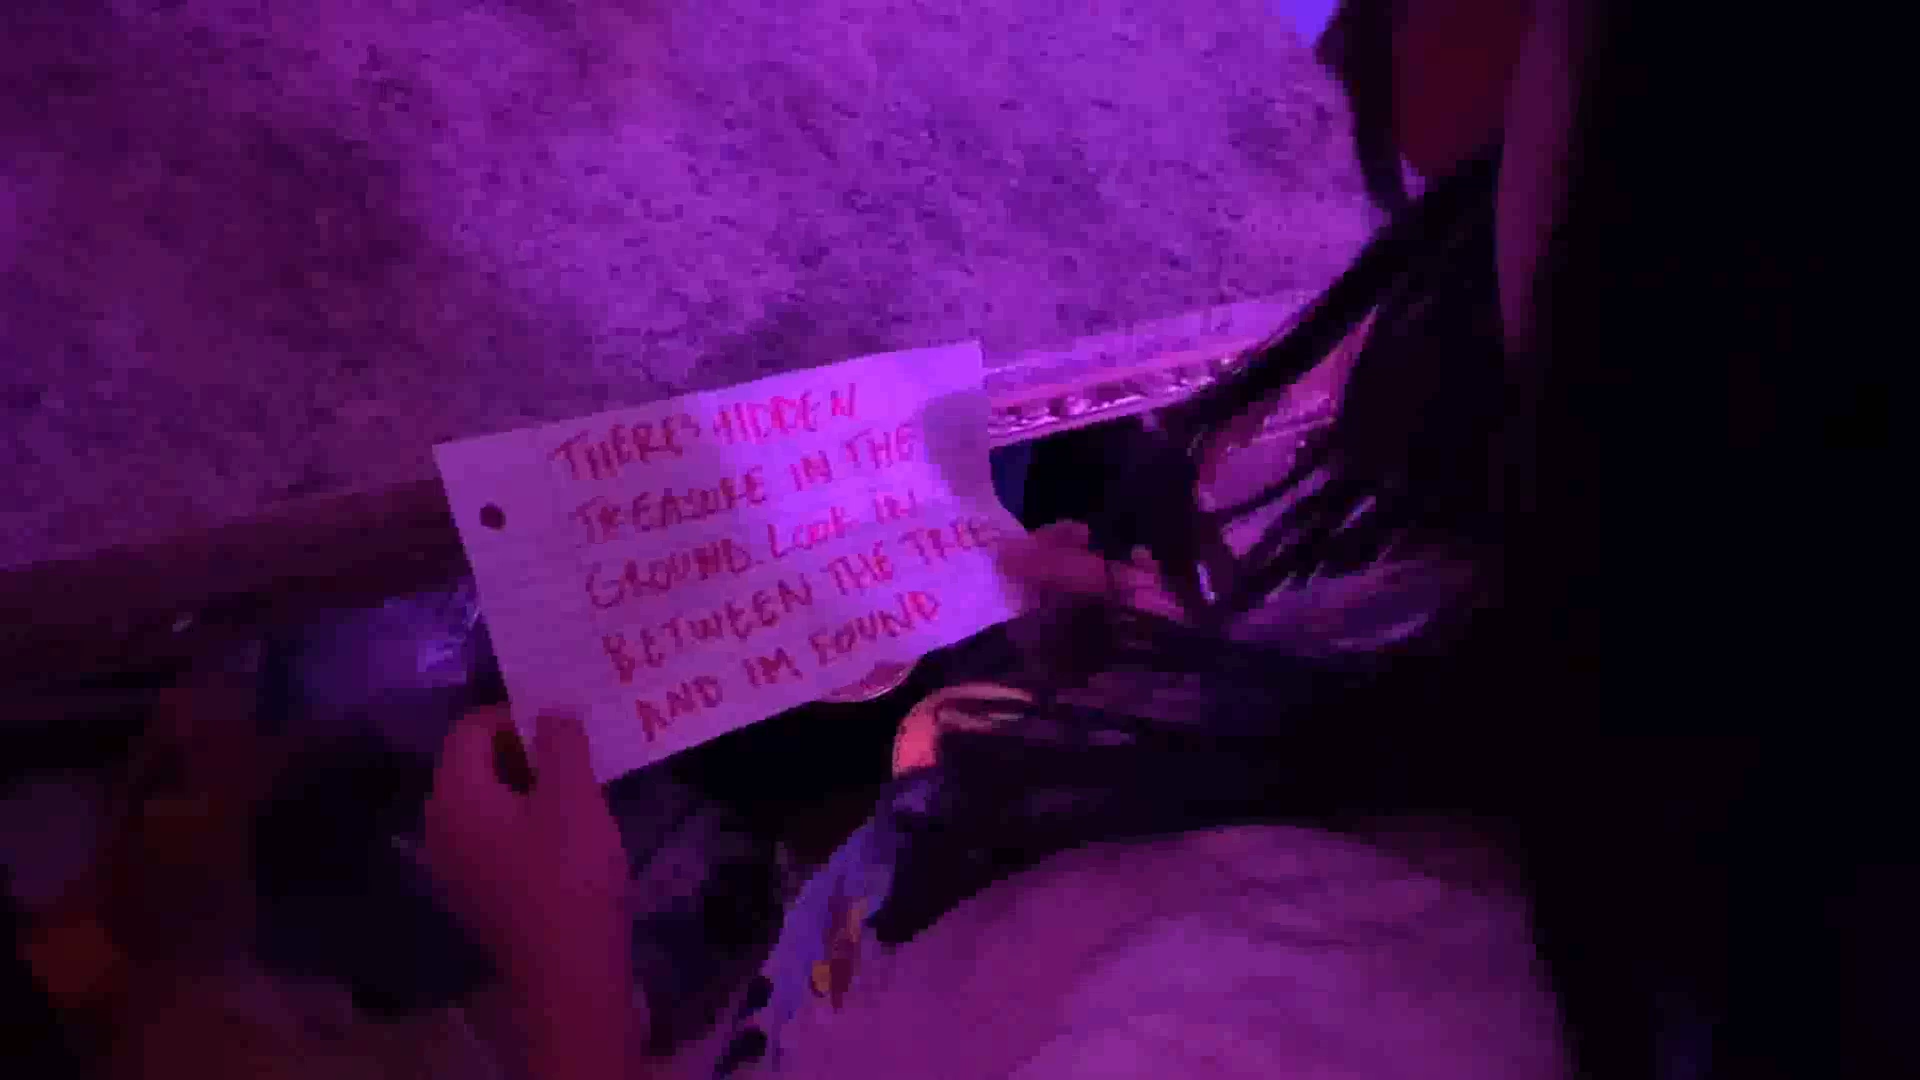 THERES HIDDEN
TREASURE IN THE
GROUND. LOOK IN
BETWEEN THE TREES
AND IM FOUND